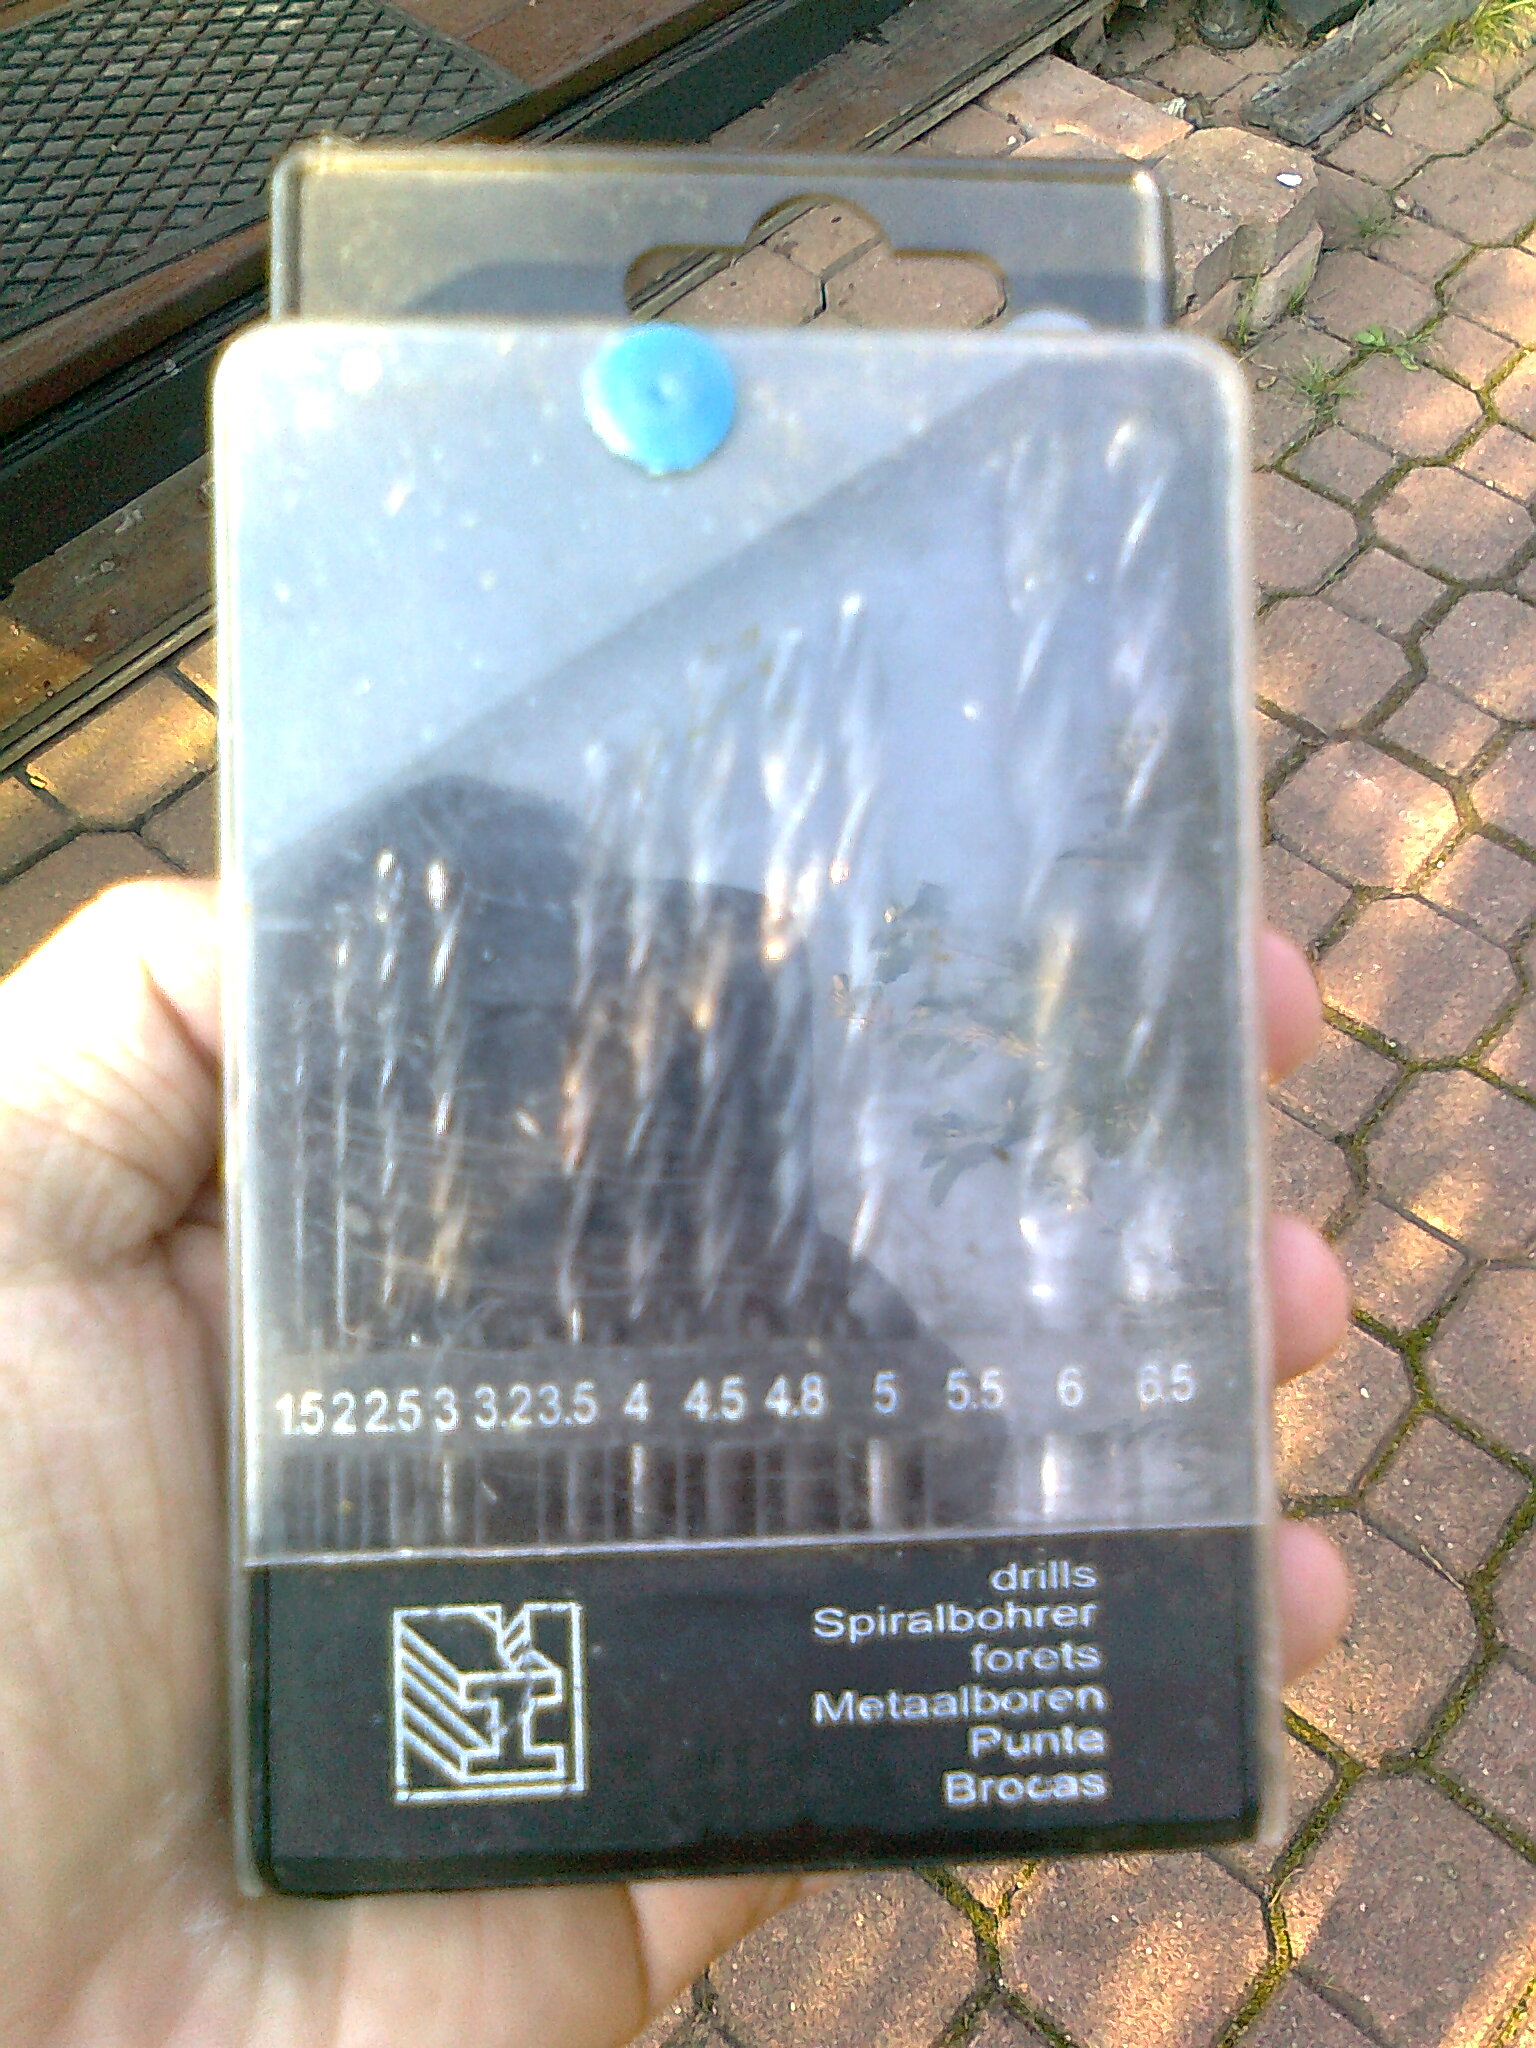 1.5 2 2.5 3 3.2 3.5 4 4.5 4.8 5 5.5 6 6.5
drills
Spiralbohrer
forets
Metaalboren
Punte
Brocas